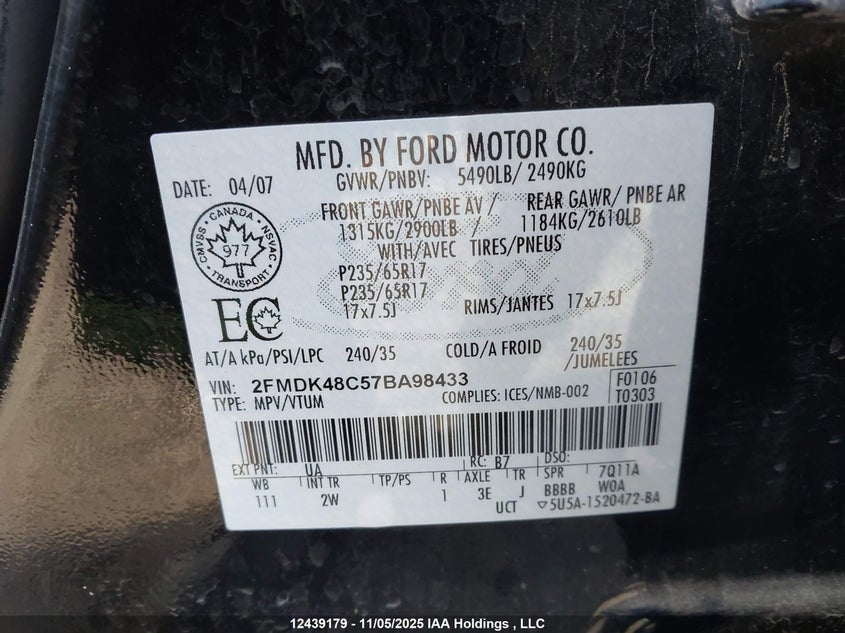 MFD. BY FORD MOTOR CO.
DATE: 04/07 GVWR/PNBV: 5490LB/ 2490KG
FRONT GAWR/PNBE AV / REAR GAWR/ PNBE AR
1315KG/2900LB / 1184KG/2610LB
WITH/AVEC TIRES/PNEUS
CANADA
CMVSS NSVAC
977
TRANSPORT
P235/65R17
P235/65R17
17x7.5J RIMS/JANTES 17x7.5J
EC
AT/A kPa/PSI/LPC 240/35 COLD/A FROID 240/35
/JUMELEES
VIN: 2FMDK48C57BA98433 F0106
TYPE: MPV/VTUM COMPLIES: ICES/NMB-002 T0303
EXT PNT: UA RC: B7 DSO:
WB INT TR TP/PS R AXLE TR SPR 7Q11A
111 2W 1 3E J BBBB W0A
UCT ▽5U5A-1520472-BA
12439179 - 11/05/2025 IAA Holdings , LLC